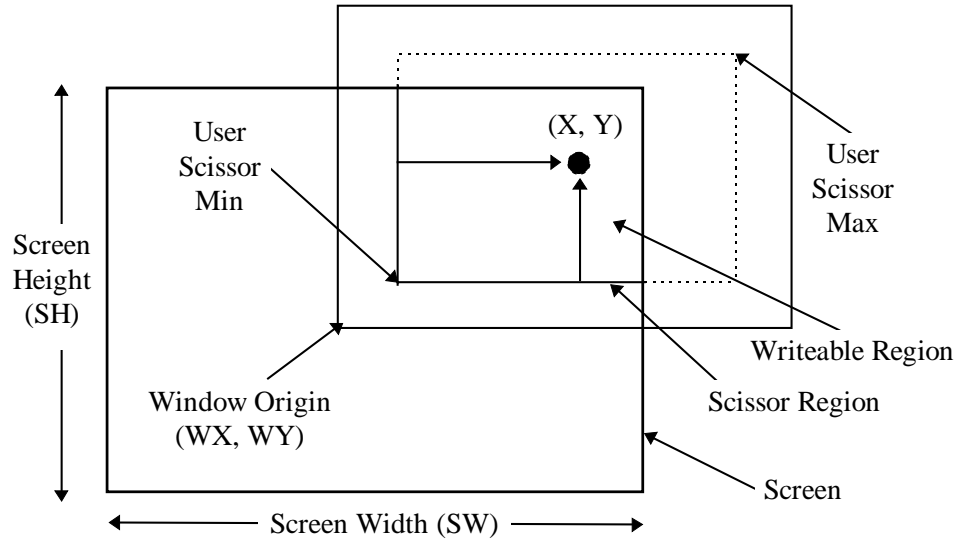 (X, Y)
User
Scissor
Min
User
Scissor
Max
Screen
Height
(SH)
Writeable Region
Window Origin
(WX, WY)
Scissor Region
Screen
Screen Width (SW)